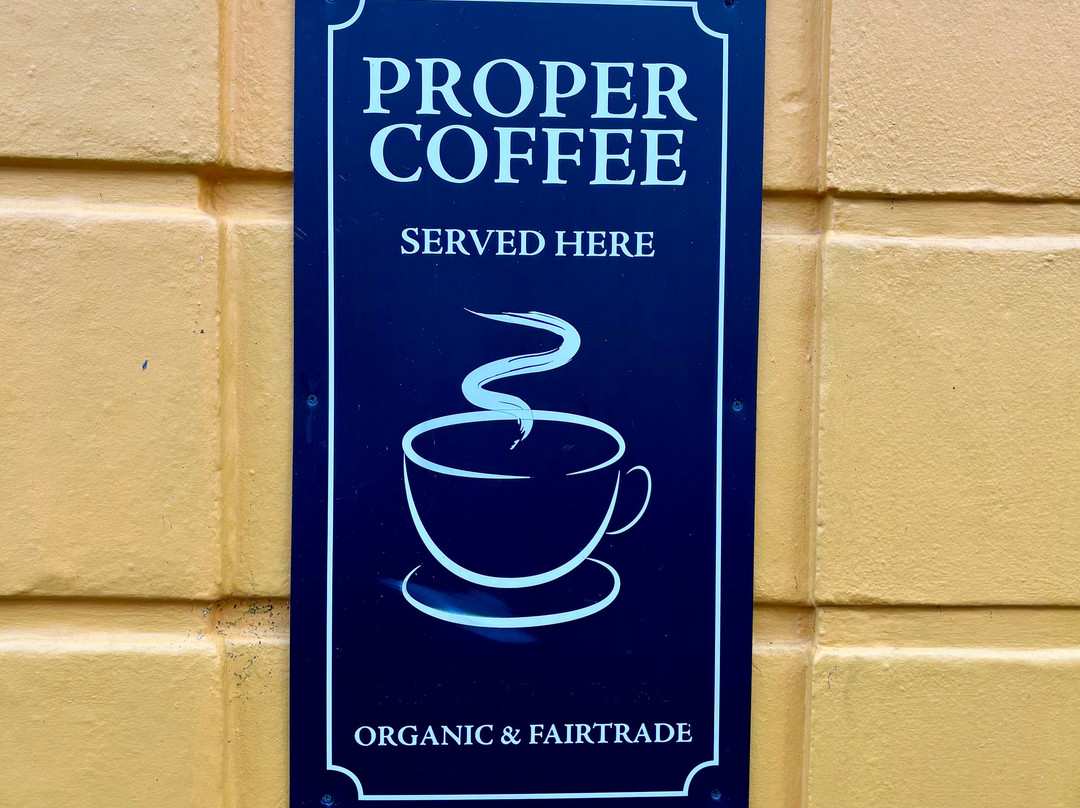 PROPER
COFFEE
SERVED HERE
ORGANIC & FAIRTRADE